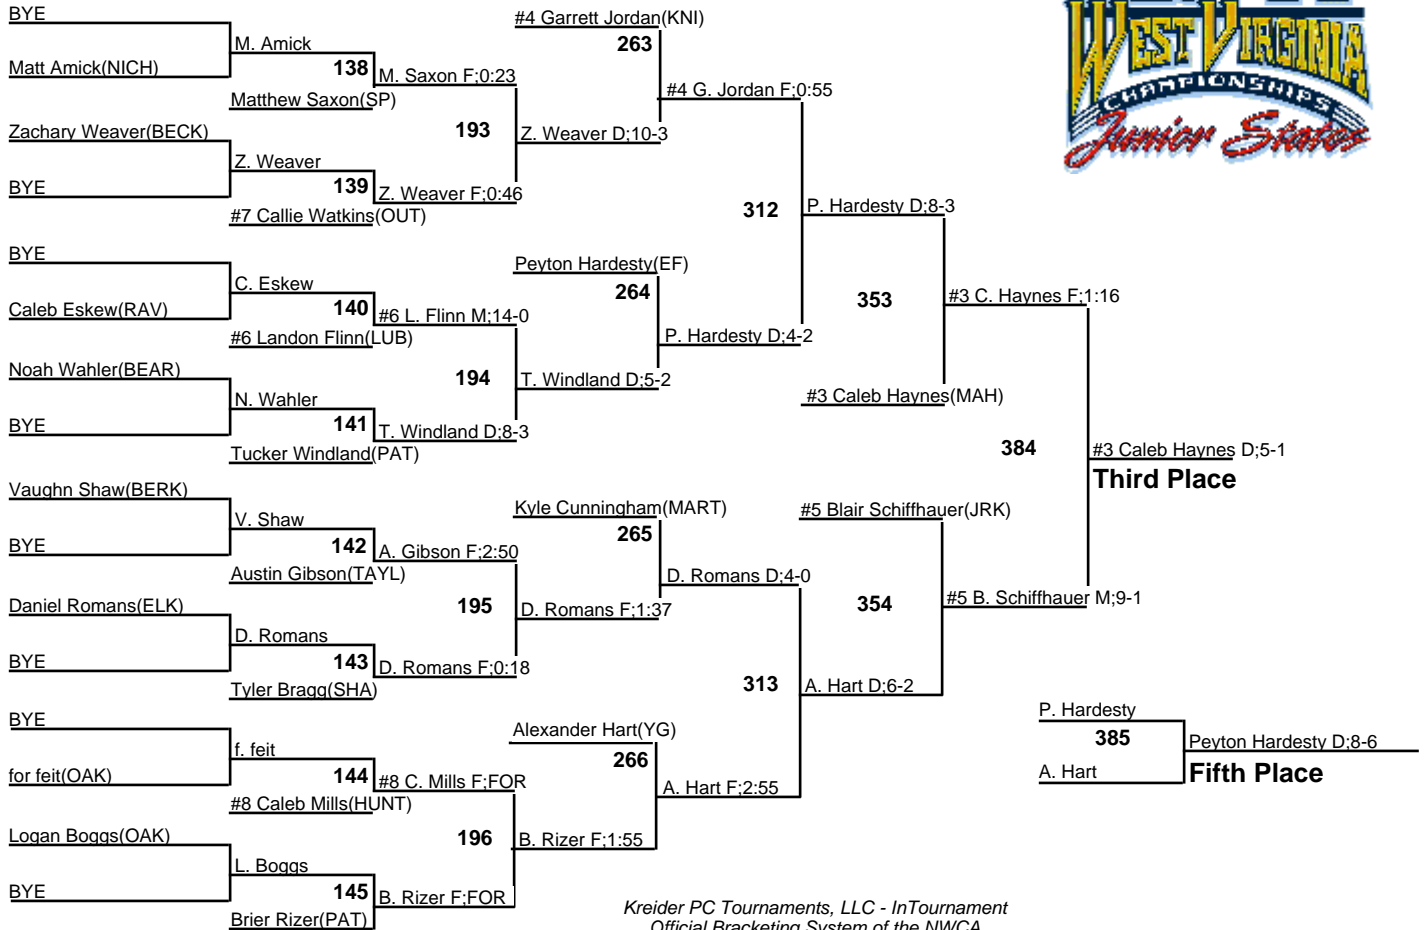 WEST VIRGINIA
CHAMPIONSHIPS
Junior States
BYE
Matt Amick(NICH)
Zachary Weaver(BECK)
BYE
BYE
Caleb Eskew(RAV)
Noah Wahler(BEAR)
BYE
Vaughn Shaw(BERK)
BYE
Daniel Romans(ELK)
BYE
BYE
for feit(OAK)
Logan Boggs(OAK)
BYE
M. Amick
138
Matthew Saxon(SP)
Z. Weaver
139
#7 Callie Watkins(OUT)
C. Eskew
140
#6 Landon Flinn(LUB)
N. Wahler
141
Tucker Windland(PAT)
V. Shaw
142
Austin Gibson(TAYL)
D. Romans
143
Tyler Bragg(SHA)
f. feit
144
#8 Caleb Mills(HUNT)
L. Boggs
145
Brier Rizer(PAT)
M. Saxon F;0:23
193
Z. Weaver F;0:46
#6 L. Flinn M;14-0
194
T. Windland D;8-3
A. Gibson F;2:50
195
D. Romans F;0:18
#8 C. Mills F;FOR
196
B. Rizer F;FOR
#4 Garrett Jordan(KNI)
263
Z. Weaver D;10-3
Peyton Hardesty(EF)
264
T. Windland D;5-2
Kyle Cunningham(MART)
265
D. Romans F;1:37
Alexander Hart(YG)
266
B. Rizer F;1:55
#4 G. Jordan F;0:55
312
P. Hardesty D;4-2
D. Romans D;4-0
313
A. Hart F;2:55
P. Hardesty D;8-3
353
#3 Caleb Haynes(MAH)
#5 Blair Schiffhauer(JRK)
354
A. Hart D;6-2
#3 C. Haynes F;1:16
384
#5 B. Schiffhauer M;9-1
#3 Caleb Haynes D;5-1
Third Place
P. Hardesty
385
A. Hart
Peyton Hardesty D;8-6
Fifth Place
Kreider PC Tournaments, LLC - InTournament
Official Bracketing System of the NWCA